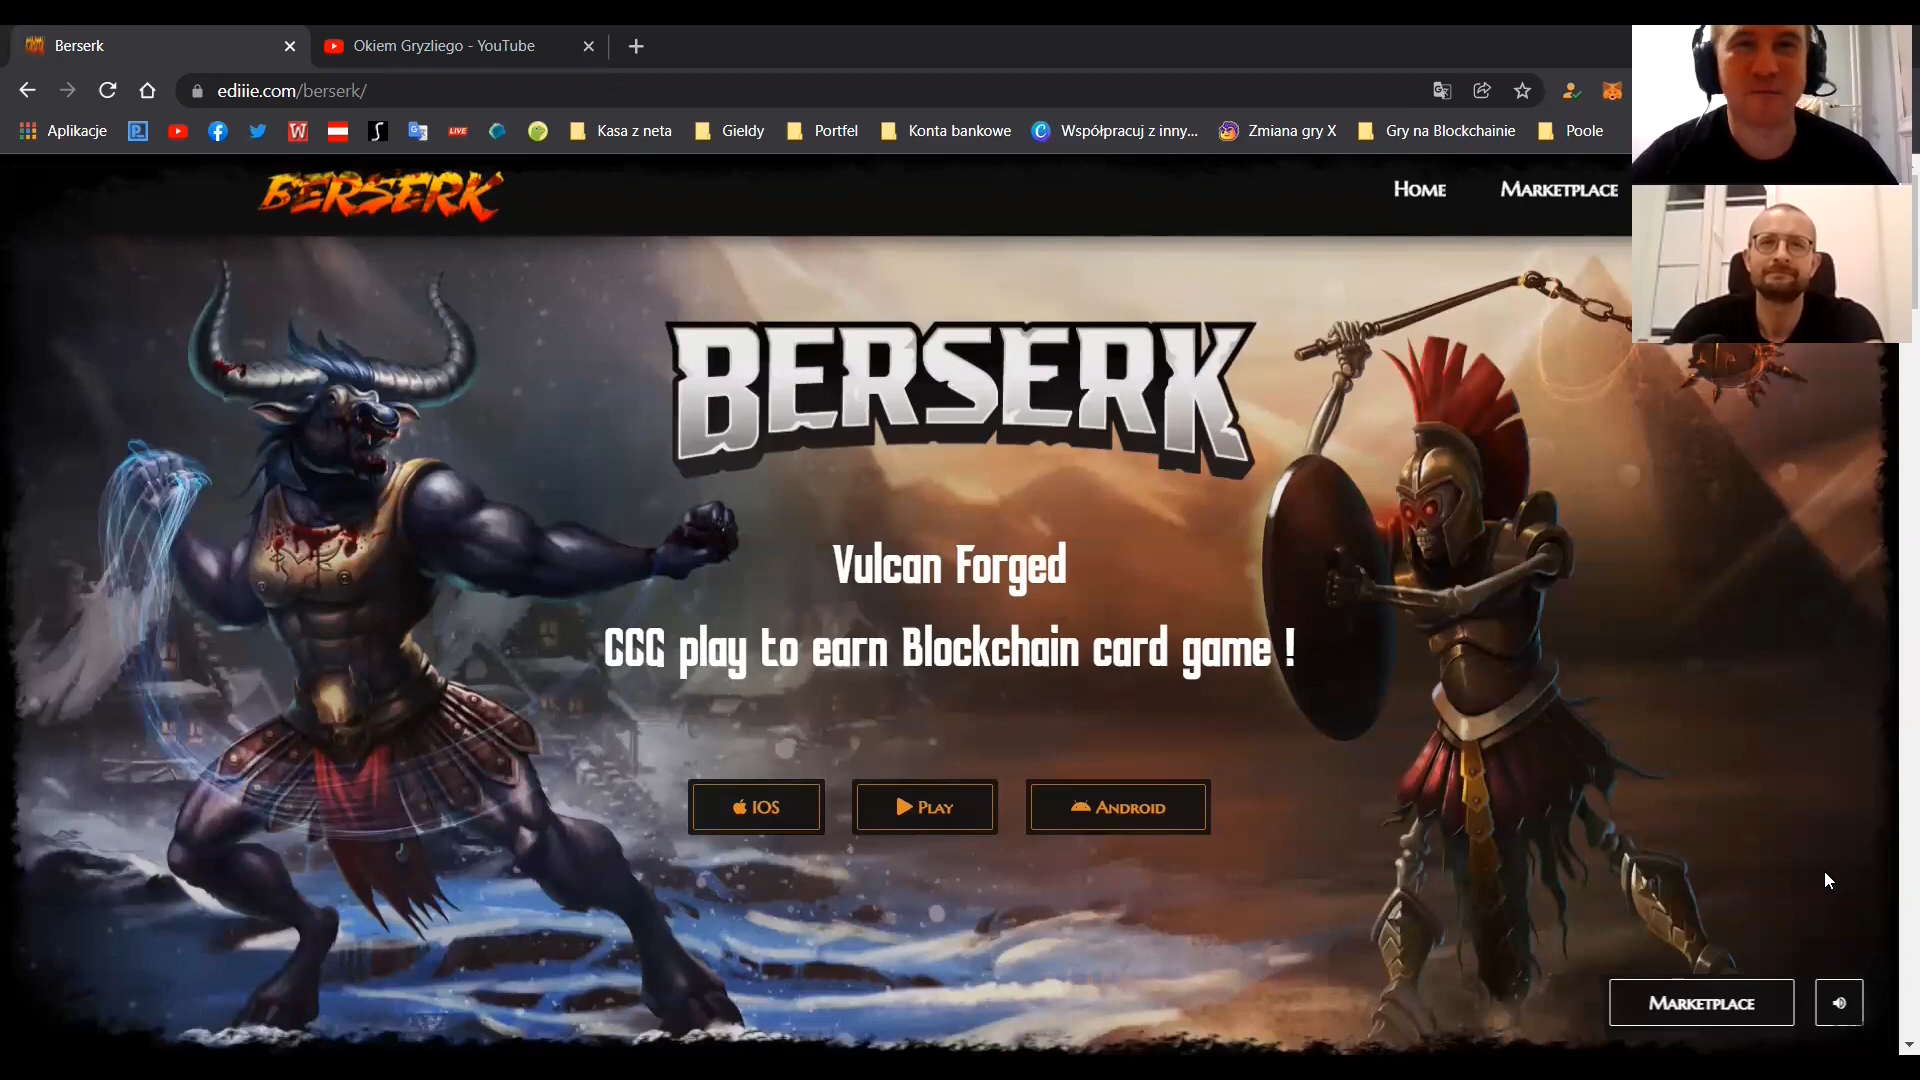 Berserk
Okiem Gryzliego - YouTube
ediiie.com/berserk/
Aplikacje
LIVE
Kasa z neta
Gieldy
Portfel
Konta bankowe
Współpracuj z inny...
Zmiana gry X
Gry na Blockchainie
Poole
BERSERK
HOME
MARKETPLACE
BERSERK
Vulcan Forged
CCG play to earn Blockchain card game !
IOS
PLAY
ANDROID
MARKETPLACE